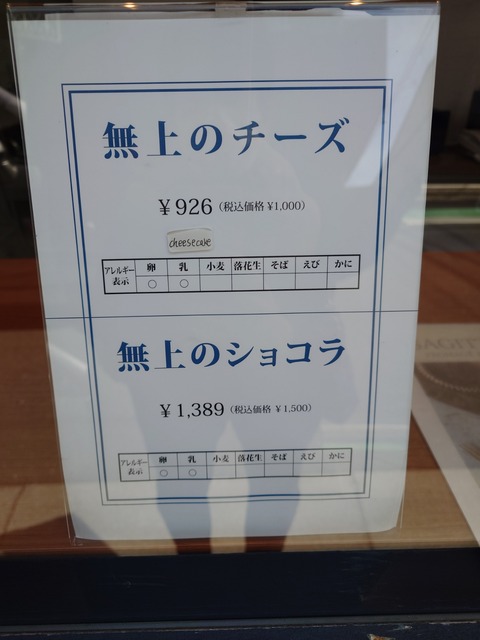 無上のチーズ
¥926 (税込価格 ¥1,000)
cheesecake
アレルギー表示 卵 乳 小麦 落花生 そば えび かに
○ ○
無上のショコラ
¥1,389 (税込価格 ¥1,500)
アレルギー表示 卵 乳 小麦 落花生 そば えび かに
○ ○